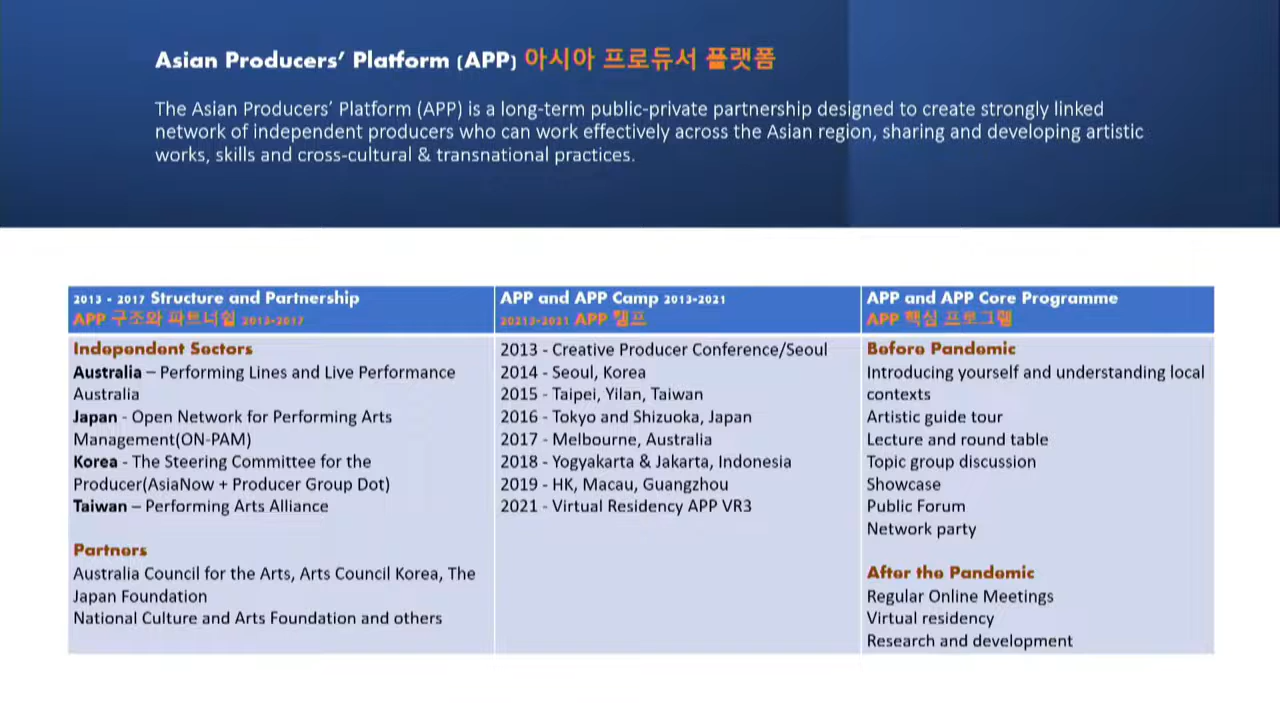 Asian Producers' Platform (APP) 아시아 프로듀서 플랫폼
The Asian Producers' Platform (APP) is a long-term public-private partnership designed to create strongly linked
network of independent producers who can work effectively across the Asian region, sharing and developing artistic
works, skills and cross-cultural & transnational practices.
2013 - 2017 Structure and Partnership
APP 구조와 파트너쉽 2013-2017
Independent Sectors
Australia – Performing Lines and Live Performance
Australia
Japan - Open Network for Performing Arts
Management(ON-PAM)
Korea - The Steering Committee for the
Producer(AsiaNow + Producer Group Dot)
Taiwan – Performing Arts Alliance
Partners
Australia Council for the Arts, Arts Council Korea, The
Japan Foundation
National Culture and Arts Foundation and others
APP and APP Camp 2013-2021
20213-2021 APP 캠프
2013 - Creative Producer Conference/Seoul
2014 - Seoul, Korea
2015 - Taipei, Yilan, Taiwan
2016 - Tokyo and Shizuoka, Japan
2017 - Melbourne, Australia
2018 - Yogyakarta & Jakarta, Indonesia
2019 - HK, Macau, Guangzhou
2021 - Virtual Residency APP VR3
APP and APP Core Programme
APP 핵심 프로그램
Before Pandemic
Introducing yourself and understanding local
contexts
Artistic guide tour
Lecture and round table
Topic group discussion
Showcase
Public Forum
Network party
After the Pandemic
Regular Online Meetings
Virtual residency
Research and development